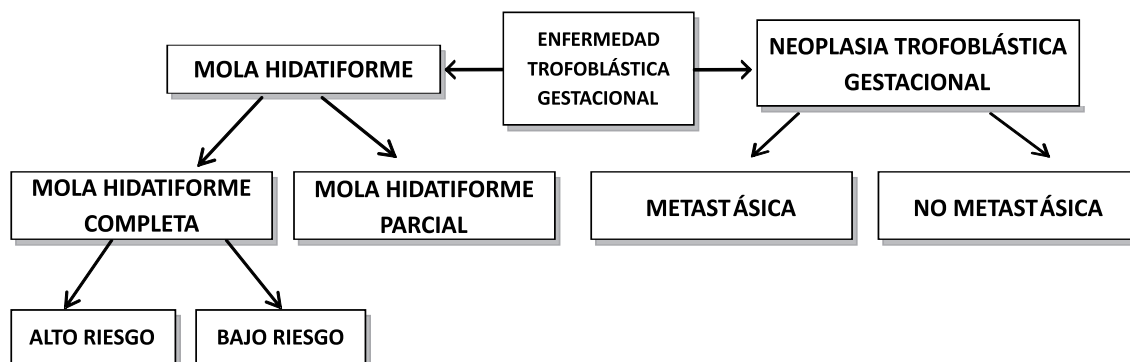 ENFERMEDAD
TROFOBLÁSTICA
GESTACIONAL
MOLA HIDATIFORME
NEOPLASIA TROFOBLÁSTICA
GESTACIONAL
MOLA HIDATIFORME
COMPLETA
MOLA HIDATIFORME
PARCIAL
METASTÁSICA
NO METASTÁSICA
ALTO RIESGO
BAJO RIESGO